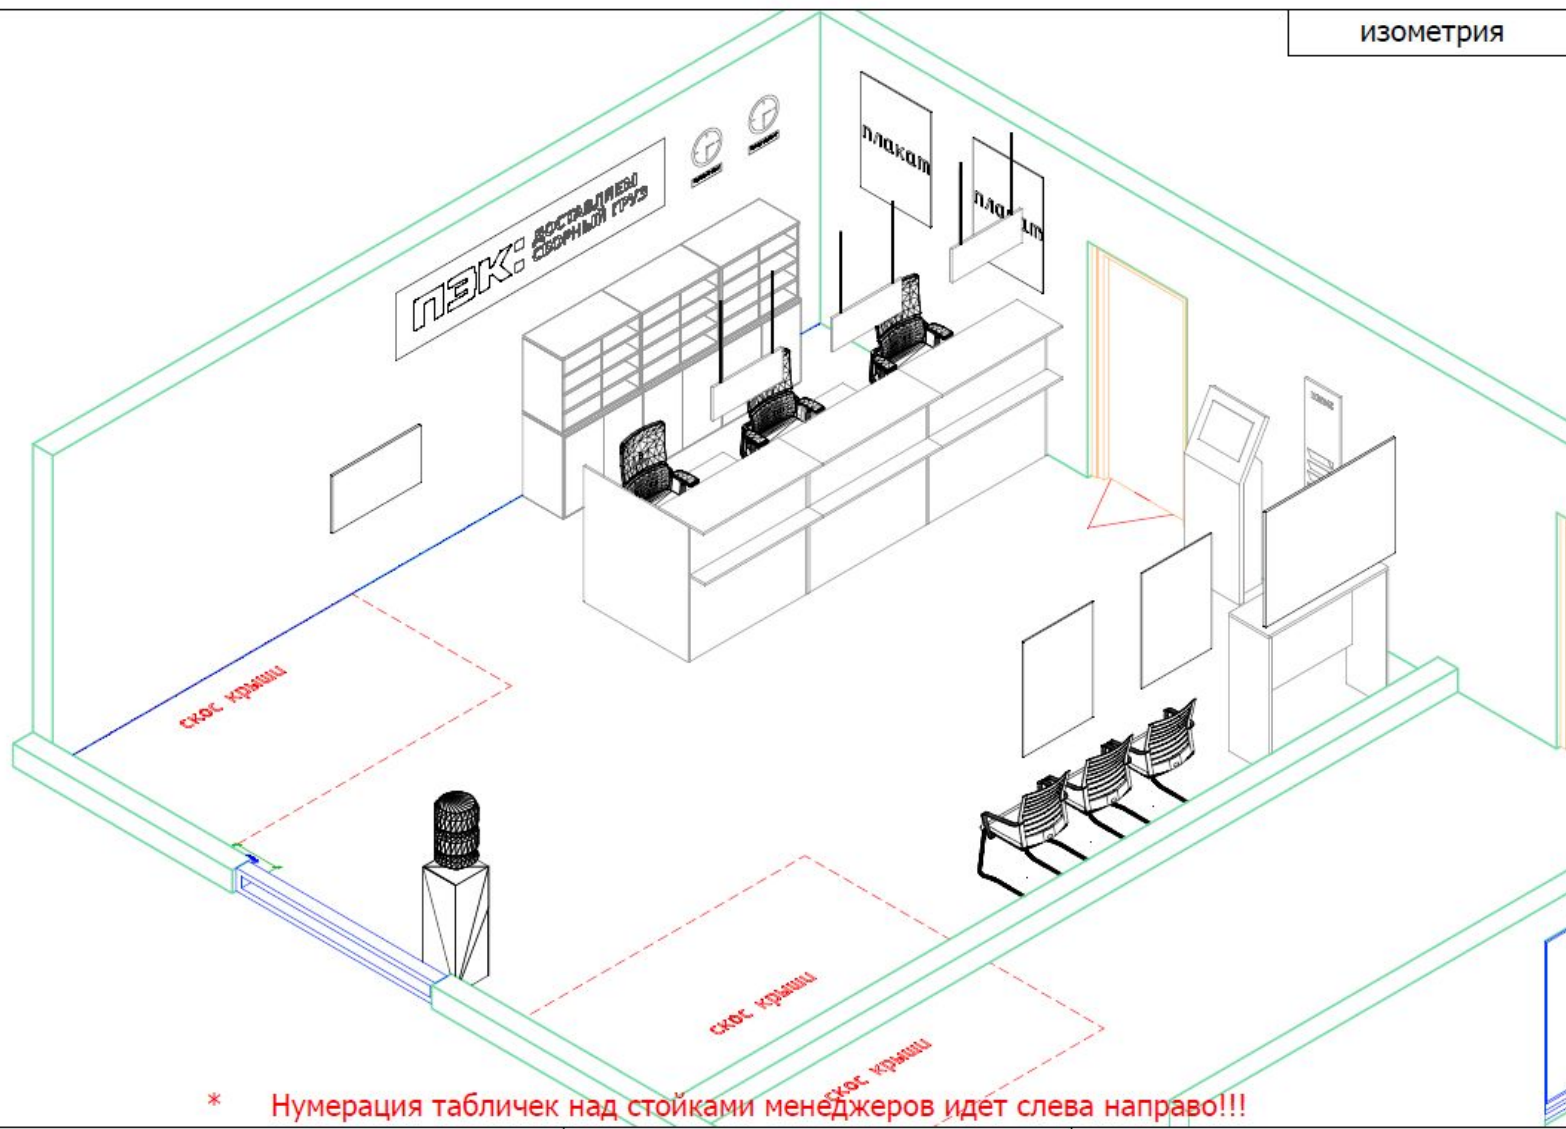 изометрия
ПЭК:
ДОСТАВЛЯЕМ
СБОРНЫЙ ГРУЗ
плакат
плакат
скос крыши
скос крыши
скос крыши
* Нумерация табличек над стойками менеджеров идет слева направо!!!